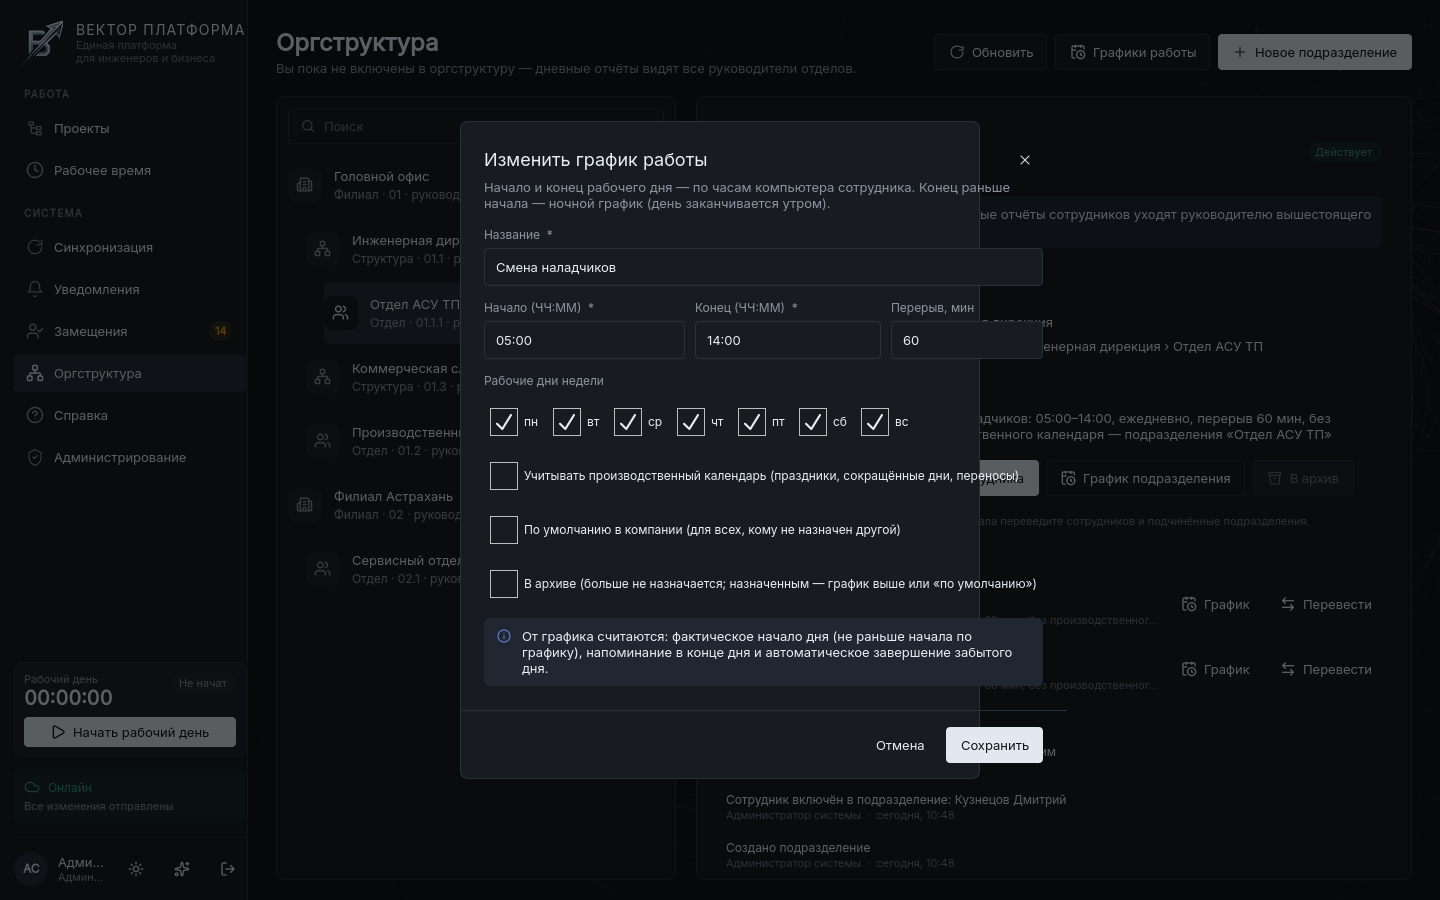 ВЕКТОР ПЛАТФОРМА
Единая платформа
для инженеров и бизнеса
РАБОТА
Проекты
Рабочее время
СИСТЕМА
Синхронизация
Уведомления
Замещения 14
Оргструктура
Справка
Администрирование
Рабочий день
Не начат
00:00:00
Начать рабочий день
Онлайн
Все изменения отправлены
АС
Адми...
Админ...
Оргструктура
Вы пока не включены в оргструктуру — дневные отчёты видят все руководители отделов.
Обновить
Графики работы
Новое подразделение
Поиск
Головной офис
Филиал · 01 · руковод
Инженерная дир
Структура · 01.1 · р
Отдел АСУ ТП
Отдел · 01.1.1 · р
Коммерческая с
Структура · 01.3 ·
Производственн
Отдел · 01.2 · руков
Филиал Астрахань
Филиал · 02 · руковод
Сервисный отдел
Отдел · 02.1 · руков
Изменить график работы
Начало и конец рабочего дня — по часам компьютера сотрудника. Конец раньше
начала — ночной график (день заканчивается утром).
Название *
Смена наладчиков
Начало (ЧЧ:ММ) *
Конец (ЧЧ:ММ) *
Перерыв, мин
05:00
14:00
60
Рабочие дни недели
пн вт ср чт пт сб вс
Учитывать производственный календарь (праздники, сокращённые дни, переносы)
По умолчанию в компании (для всех, кому не назначен другой)
В архиве (больше не назначается; назначенным — график выше или «по умолчанию»)
От графика считаются: фактическое начало дня (не раньше начала по
графику), напоминание в конце дня и автоматическое завершение забытого
дня.
Отмена
Сохранить
Действует
ые отчёты сотрудников уходят руководителю вышестоящего
дирекция
енерная дирекция › Отдел АСУ ТП
адчиков: 05:00–14:00, ежедневно, перерыв 60 мин, без
твенного календаря — подразделения «Отдел АСУ ТП»
График подразделения
В архив
ала переведите сотрудников и подчинённые подразделения.
График
Перевести
без производственног...
График
Перевести
60 мин, без производственног...
им
Сотрудник включён в подразделение: Кузнецов Дмитрий
Администратор системы · сегодня, 10:48
Создано подразделение
Администратор системы · сегодня, 10:48